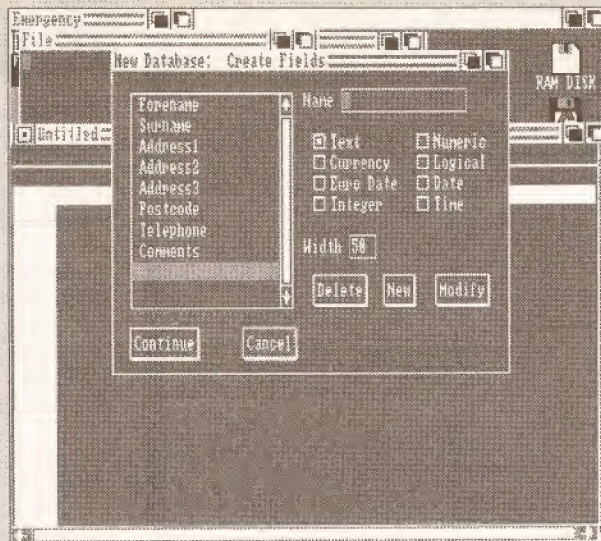 Emergency
File
New Database: Create Fields
RAM DISK
Untitled
Forename
Surname
Address1
Address2
Address3
Postcode
Telephone
Comments
Name
Text
Numeric
Currency
Logical
Euro Date
Date
Integer
Time
Width 50
Delete
New
Modify
Continue
Cancel